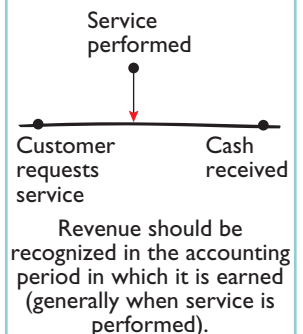 Service
performed
Customer
requests
service
Cash
received
Revenue should be
recognized in the accounting
period in which it is earned
(generally when service is
performed).